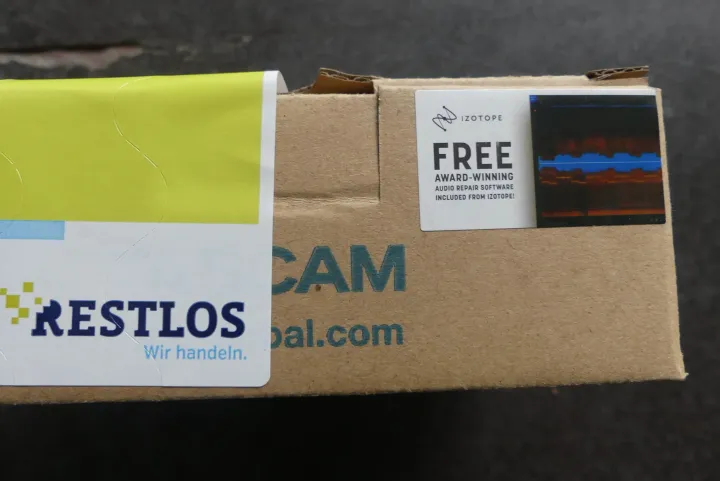 IZOTOPE
FREE
AWARD-WINNING
AUDIO REPAIR SOFTWARE
INCLUDED FROM IZOTOPE!
CAM
bal.com
RESTLOS
Wir handeln.